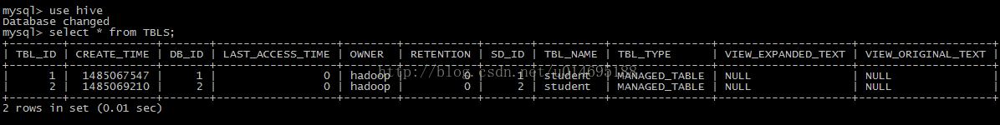 mysql> use hive
Database changed
mysql> select * from TBLS;
+--------+-------------+-------+------------------+--------+-----------+-------+----------+---------------+--------------------+--------------------+
| TBL_ID | CREATE_TIME | DB_ID | LAST_ACCESS_TIME | OWNER | RETENTION | SD_ID | TBL_NAME | TBL_TYPE | VIEW_EXPANDED_TEXT | VIEW_ORIGINAL_TEXT |
+--------+-------------+-------+------------------+--------+-----------+-------+----------+---------------+--------------------+--------------------+
| 1 | 1485067547 | 1 | 0 | hadoop | 0 | 1 | student | MANAGED_TABLE | NULL | NULL |
| 2 | 1485069210 | 2 | 0 | hadoop | 0 | 2 | student | MANAGED_TABLE | NULL | NULL |
+--------+-------------+-------+------------------+--------+-----------+-------+----------+---------------+--------------------+--------------------+
2 rows in set (0.01 sec)
http://blog.csdn.net/u014695188